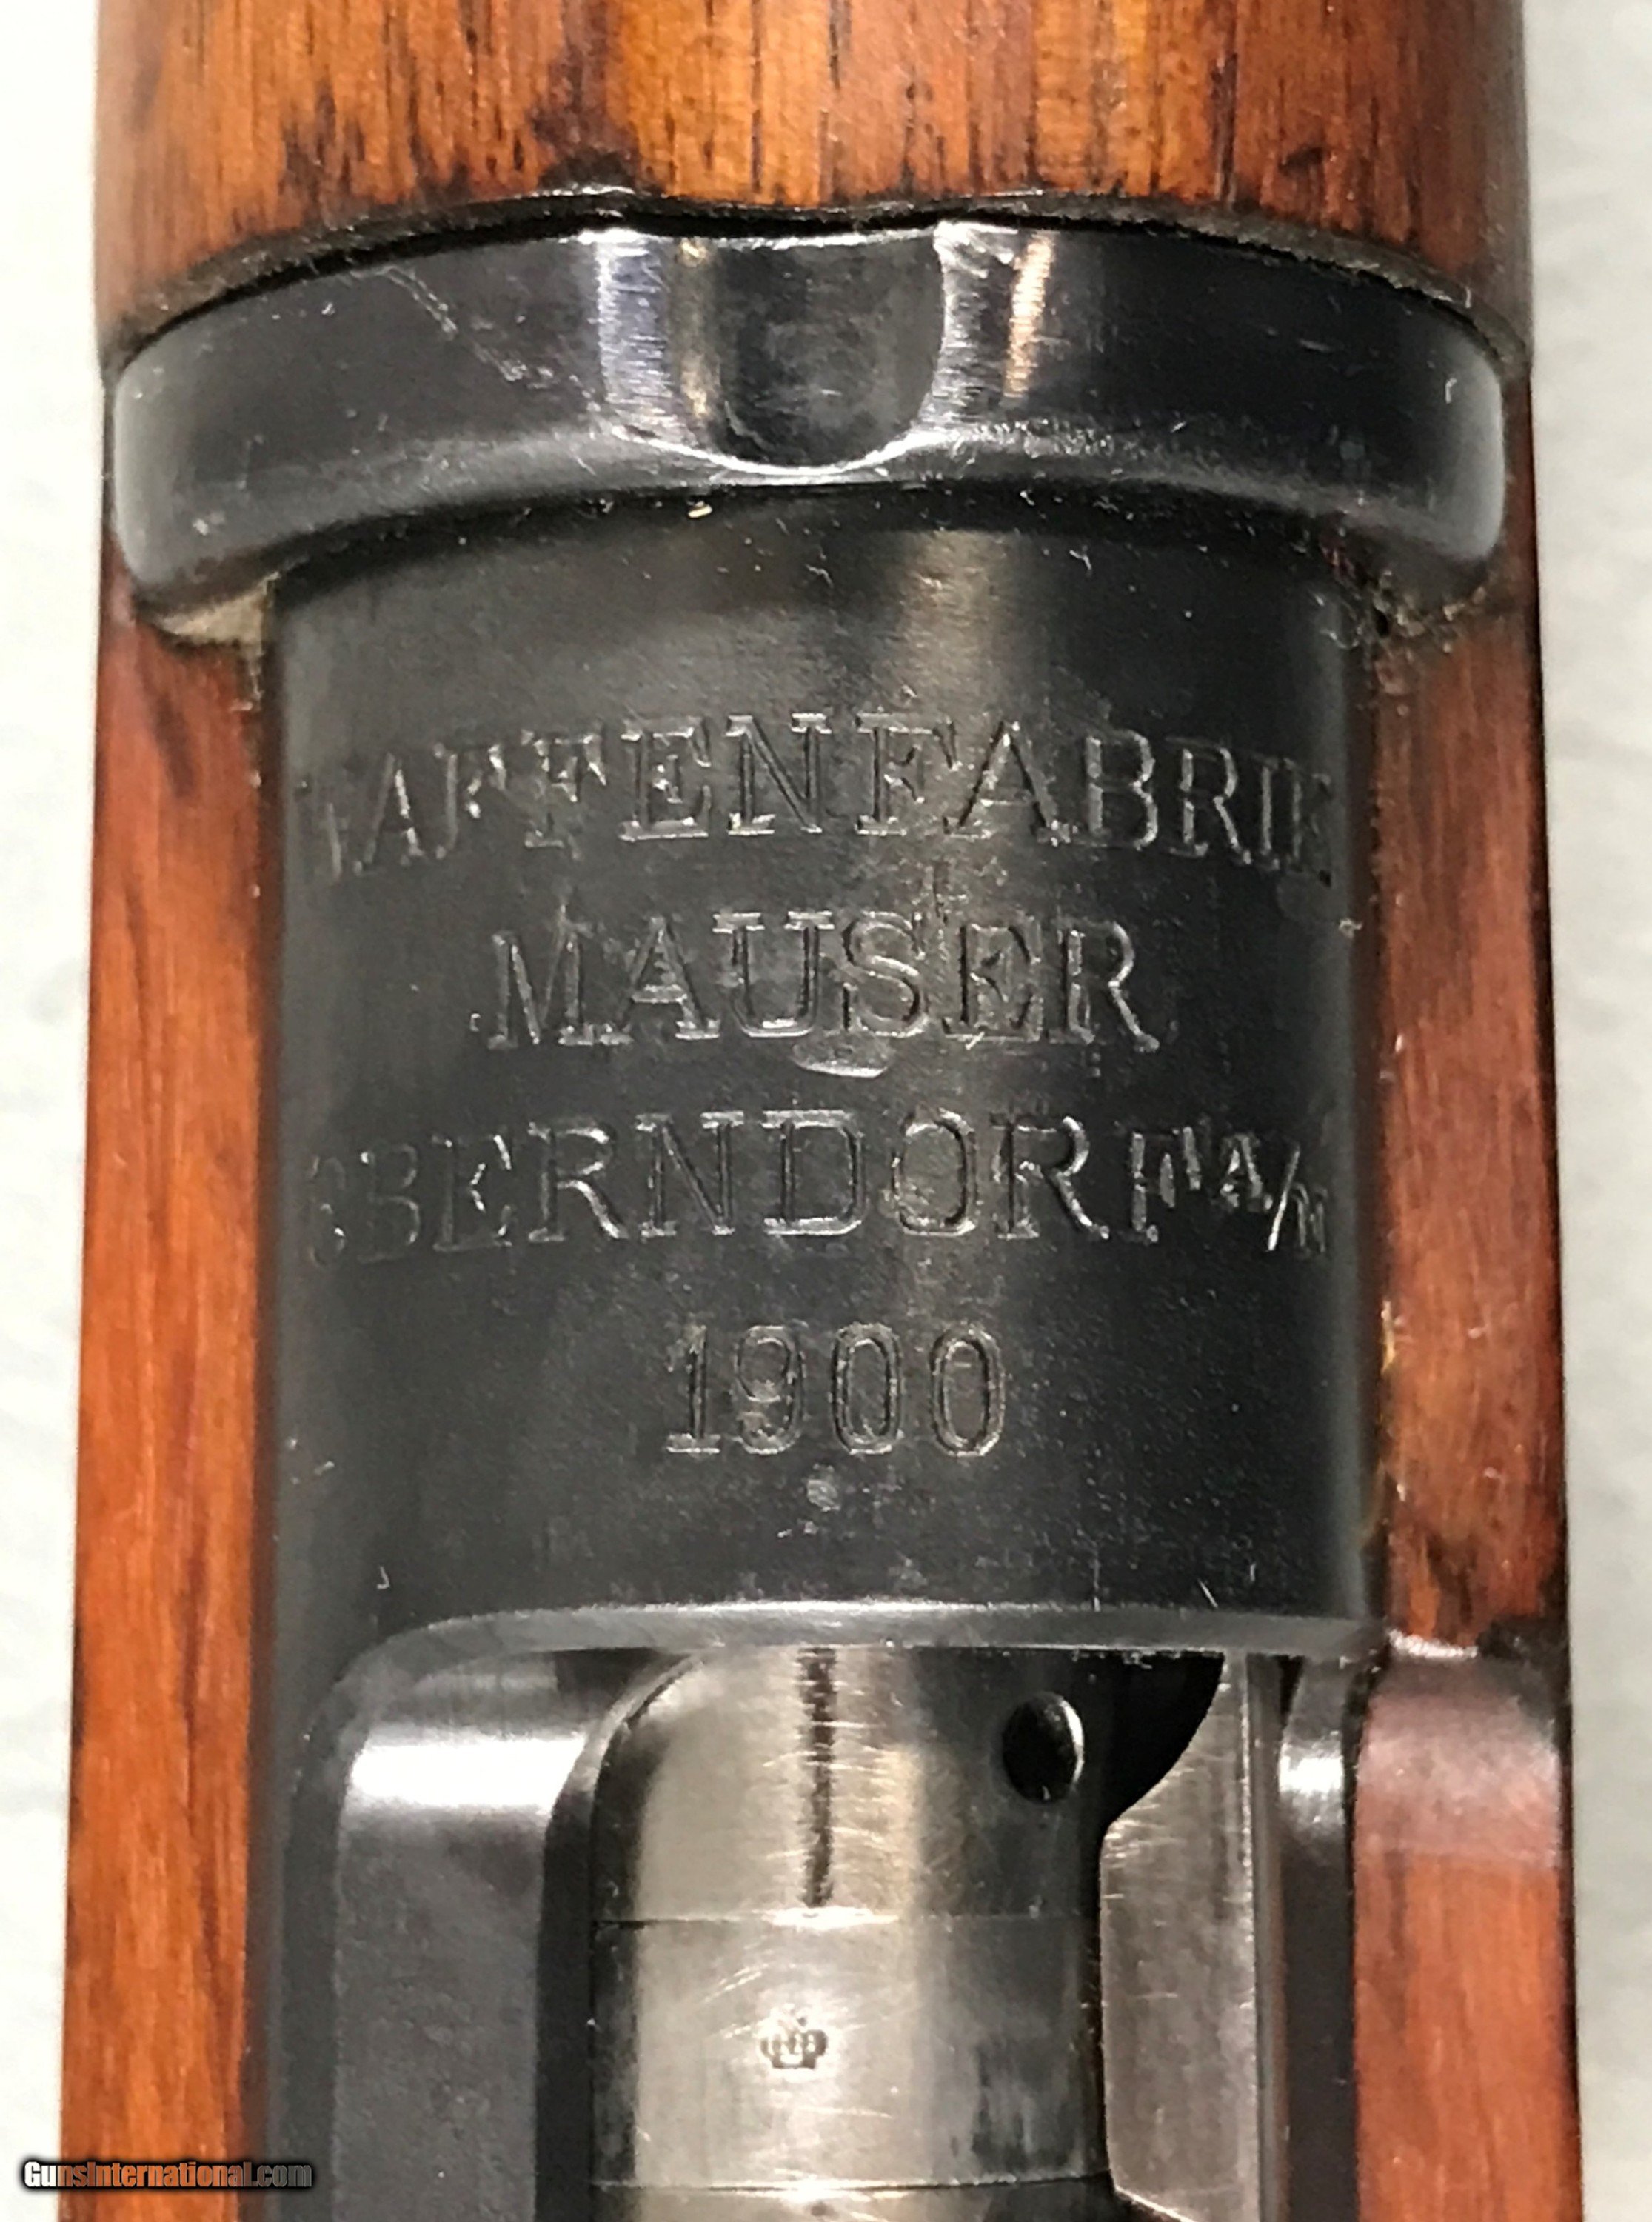 WAFFENFABRIK
MAUSER
OBERNDORF A/N
1900
GunsInternational.com